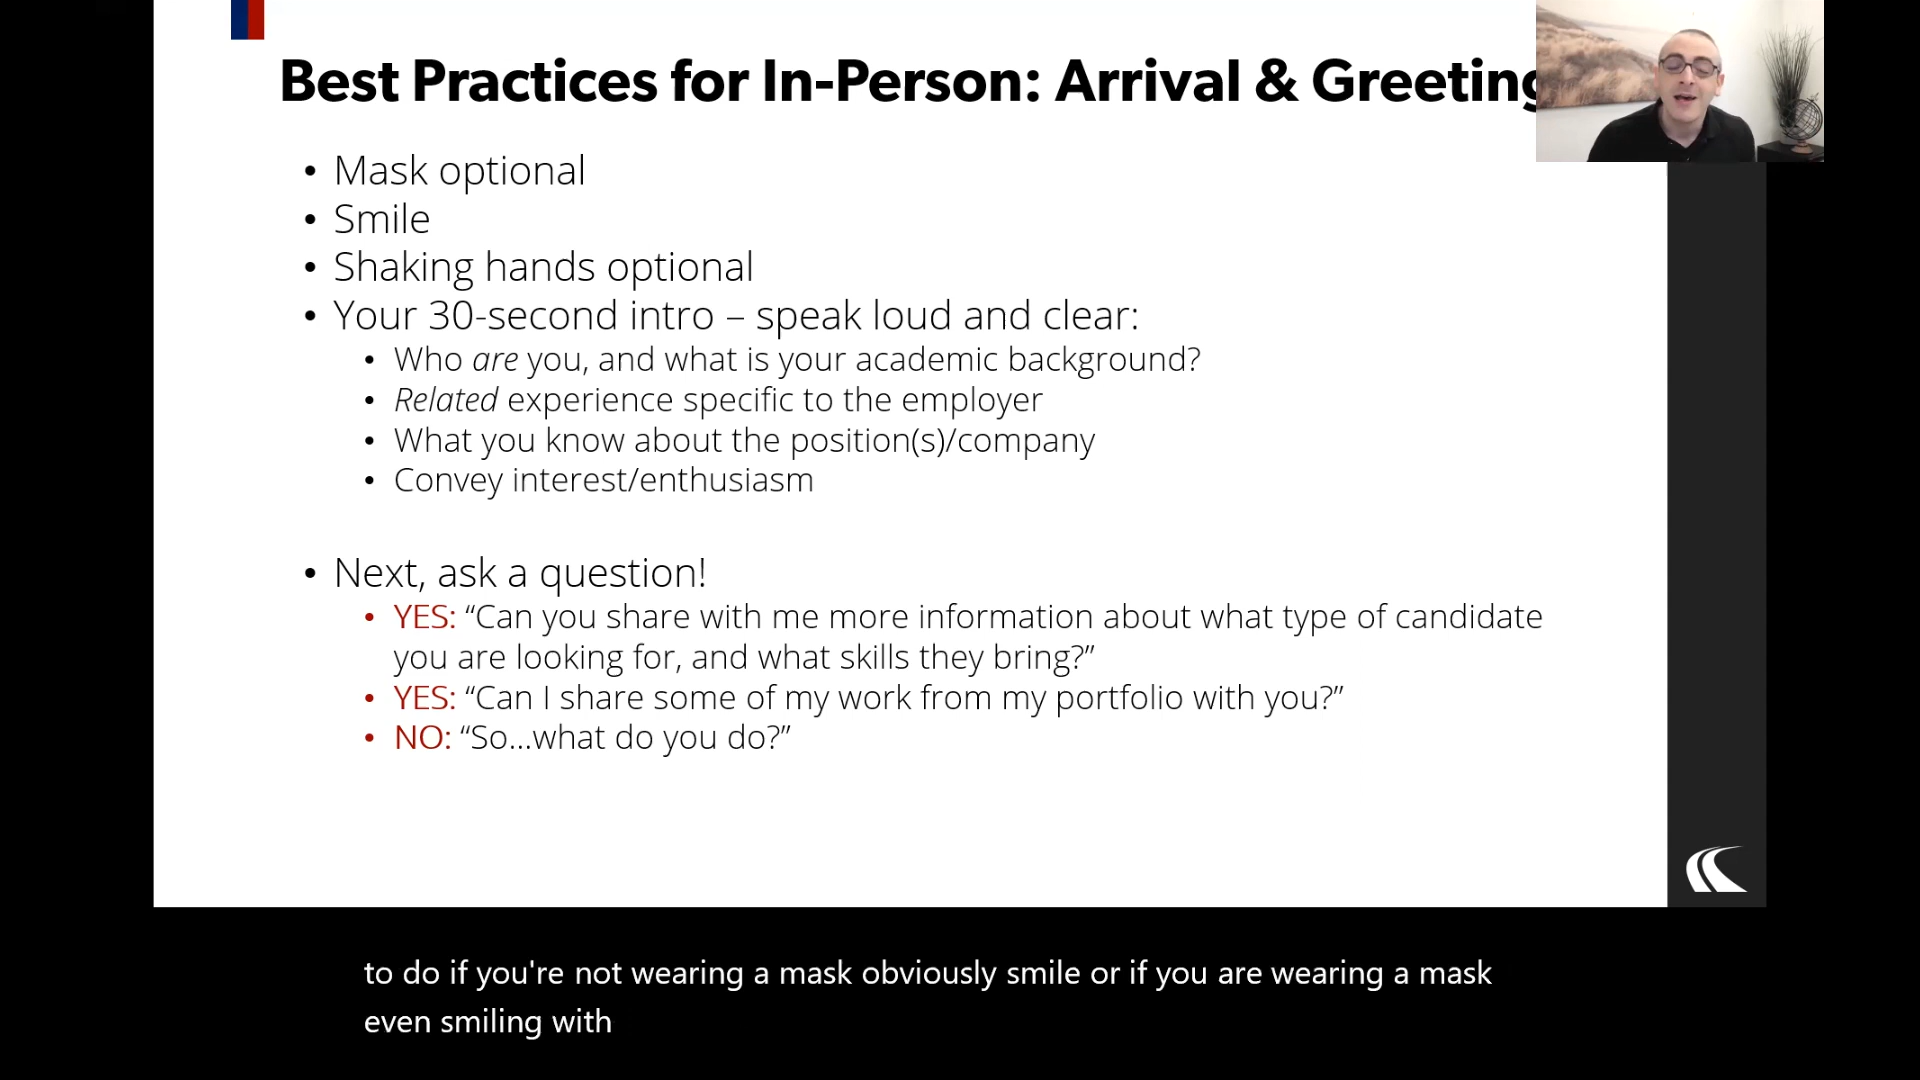 Best Practices for In-Person: Arrival & Greeting
• Mask optional
• Smile
• Shaking hands optional
• Your 30-second intro – speak loud and clear:
• Who are you, and what is your academic background?
• Related experience specific to the employer
• What you know about the position(s)/company
• Convey interest/enthusiasm
• Next, ask a question!
• YES: “Can you share with me more information about what type of candidate
you are looking for, and what skills they bring?”
• YES: “Can I share some of my work from my portfolio with you?”
• NO: “So...what do you do?”
to do if you're not wearing a mask obviously smile or if you are wearing a mask
even smiling with